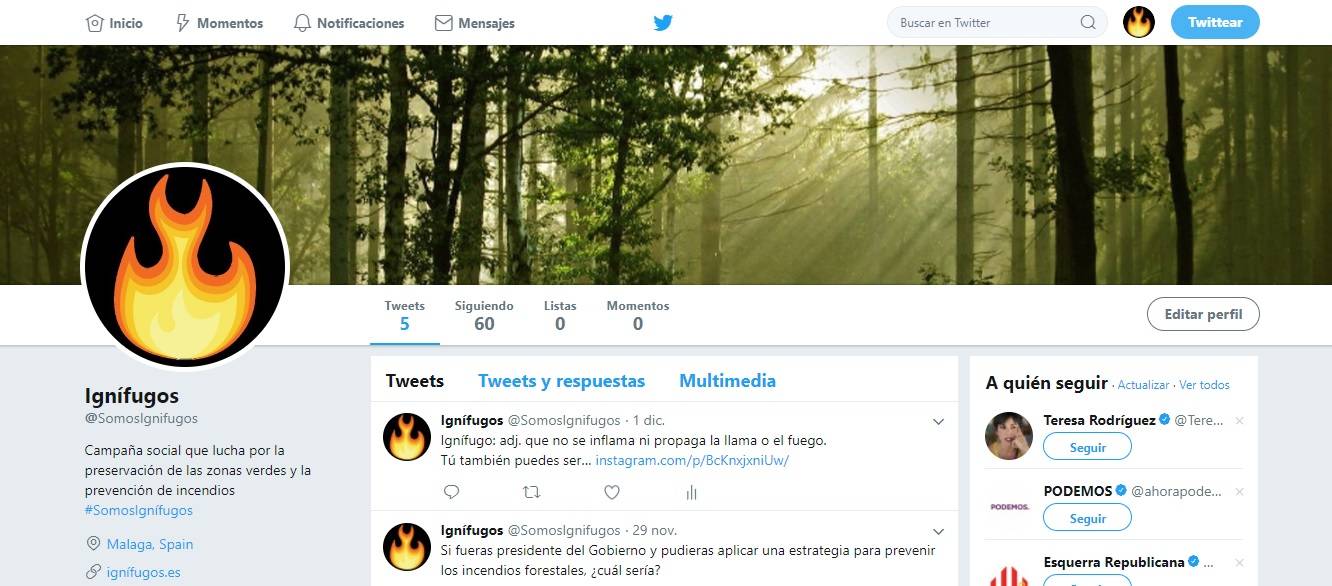 Inicio
Momentos
Notificaciones
Mensajes
Buscar en Twitter
Twittear
Tweets
5
Siguiendo
60
Listas
0
Momentos
0
Editar perfil
Ignífugos
@SomosIgnifugos
Campaña social que lucha por la
preservación de las zonas verdes y la
prevención de incendios
#SomosIgnífugos
Malaga, Spain
ignífugos.es
Tweets
Tweets y respuestas
Multimedia
Ignífugos @SomosIgnifugos · 1 dic.
Ignífugo: adj. que no se inflama ni propaga la llama o el fuego.
Tú también puedes ser... instagram.com/p/BcKnxjxniUw/
Ignífugos @SomosIgnifugos · 29 nov.
Si fueras presidente del Gobierno y pudieras aplicar una estrategia para prevenir
los incendios forestales, ¿cuál sería?
A quién seguir · Actualizar · Ver todos
Teresa Rodríguez @Tere...
Seguir
PODEMOS.
PODEMOS @ahorapode...
Seguir
Esquerra Republicana ...